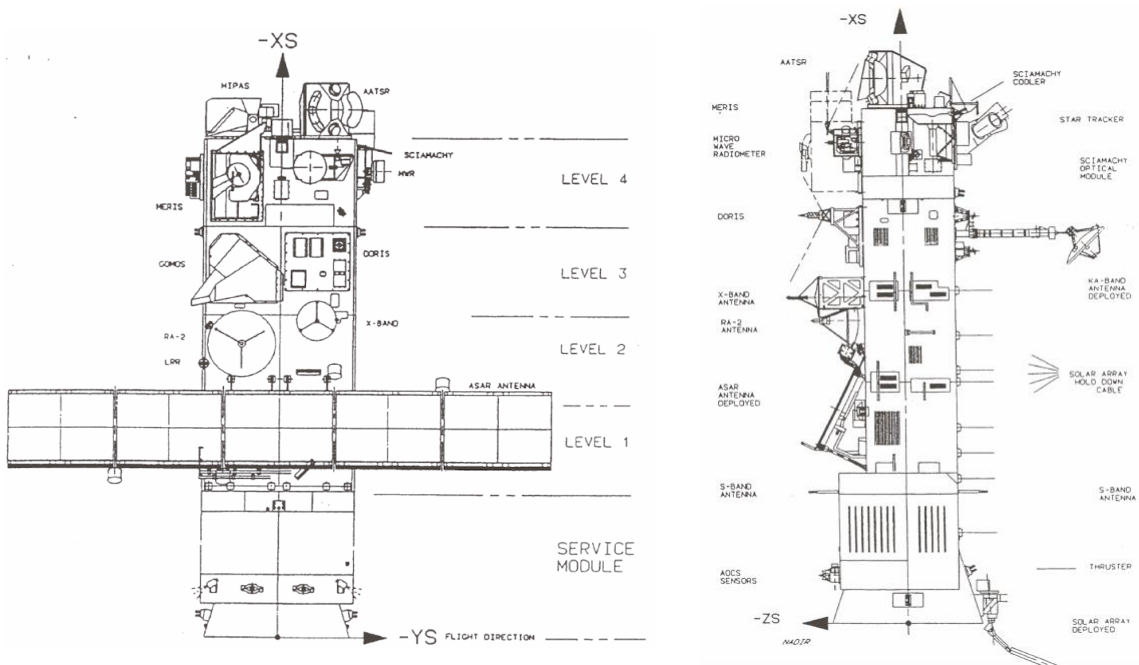 -XS
MIPAS
AATSR
SCIAMACHY
MWR
LEVEL 4
MERIS
GOMOS
DORIS
LEVEL 3
X-BAND
RA-2
LRR
LEVEL 2
ASAR ANTENNA
LEVEL 1
SERVICE
MODULE
-YS FLIGHT DIRECTION
-XS
AATSR
SCIAMACHY
COOLER
MERIS
STAR TRACKER
MICRO
WAVE
RADIOMETER
SCIAMACHY
OPTICAL
MODULE
DORIS
KA-BAND
ANTENNA
DEPLOYED
X-BAND
ANTENNA
RA-2
ANTENNA
SOLAR ARRAY
HOLD DOWN
CABLE
ASAR
ANTENNA
DEPLOYED
S-BAND
ANTENNA
S-BAND
ANTENNA
AOCS
SENSORS
THRUSTER
-ZS
NADIR
SOLAR ARRAY
DEPLOYED